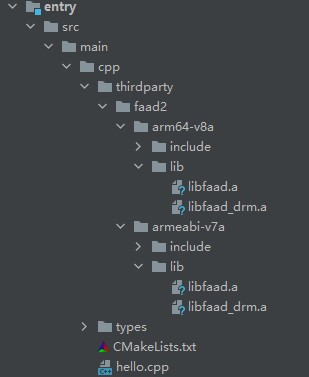 entry
src
main
cpp
thirdparty
faad2
arm64-v8a
include
lib
libfaad.a
libfaad_drm.a
armeabi-v7a
include
lib
libfaad.a
libfaad_drm.a
types
CMakeLists.txt
hello.cpp